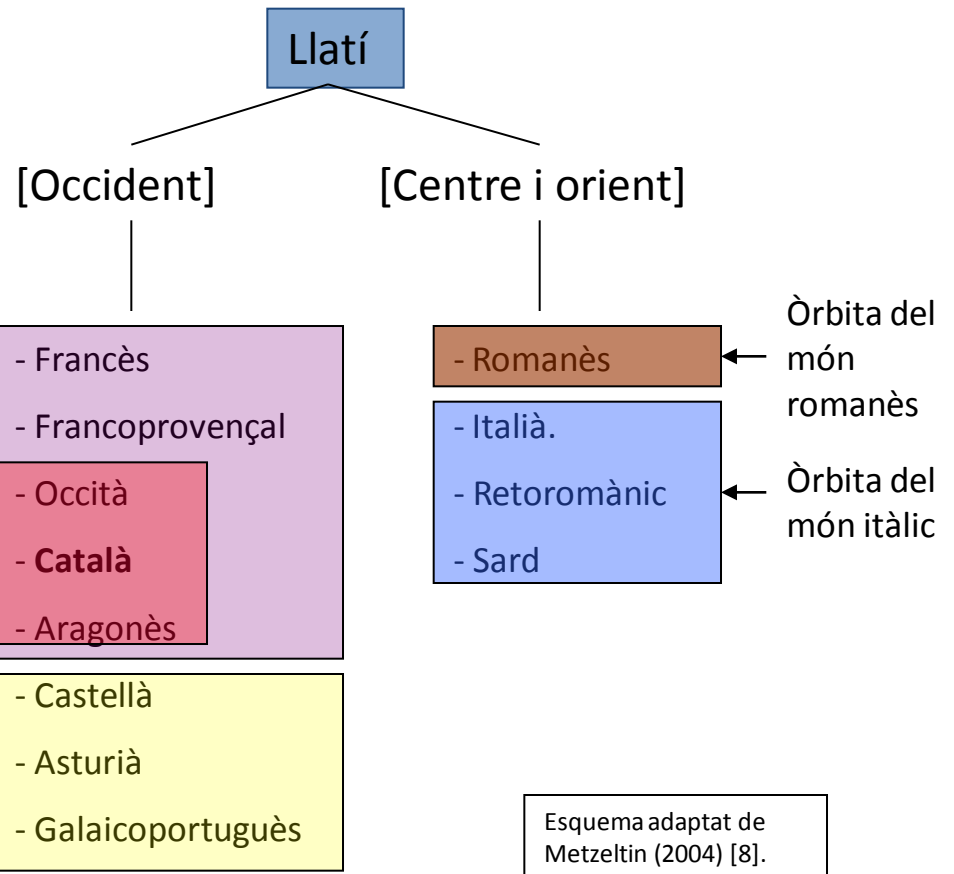 Llatí
[Occident]
[Centre i orient]
- Francès
- Francoprovençal
- Occità
- Català
- Aragonès
- Castellà
- Asturià
- Galaicoportuguès
- Romanès
- Italià.
- Retoromànic
- Sard
Òrbita del
món
romanès
Òrbita del
món itàlic
Esquema adaptat de
Metzeltin (2004) [8].